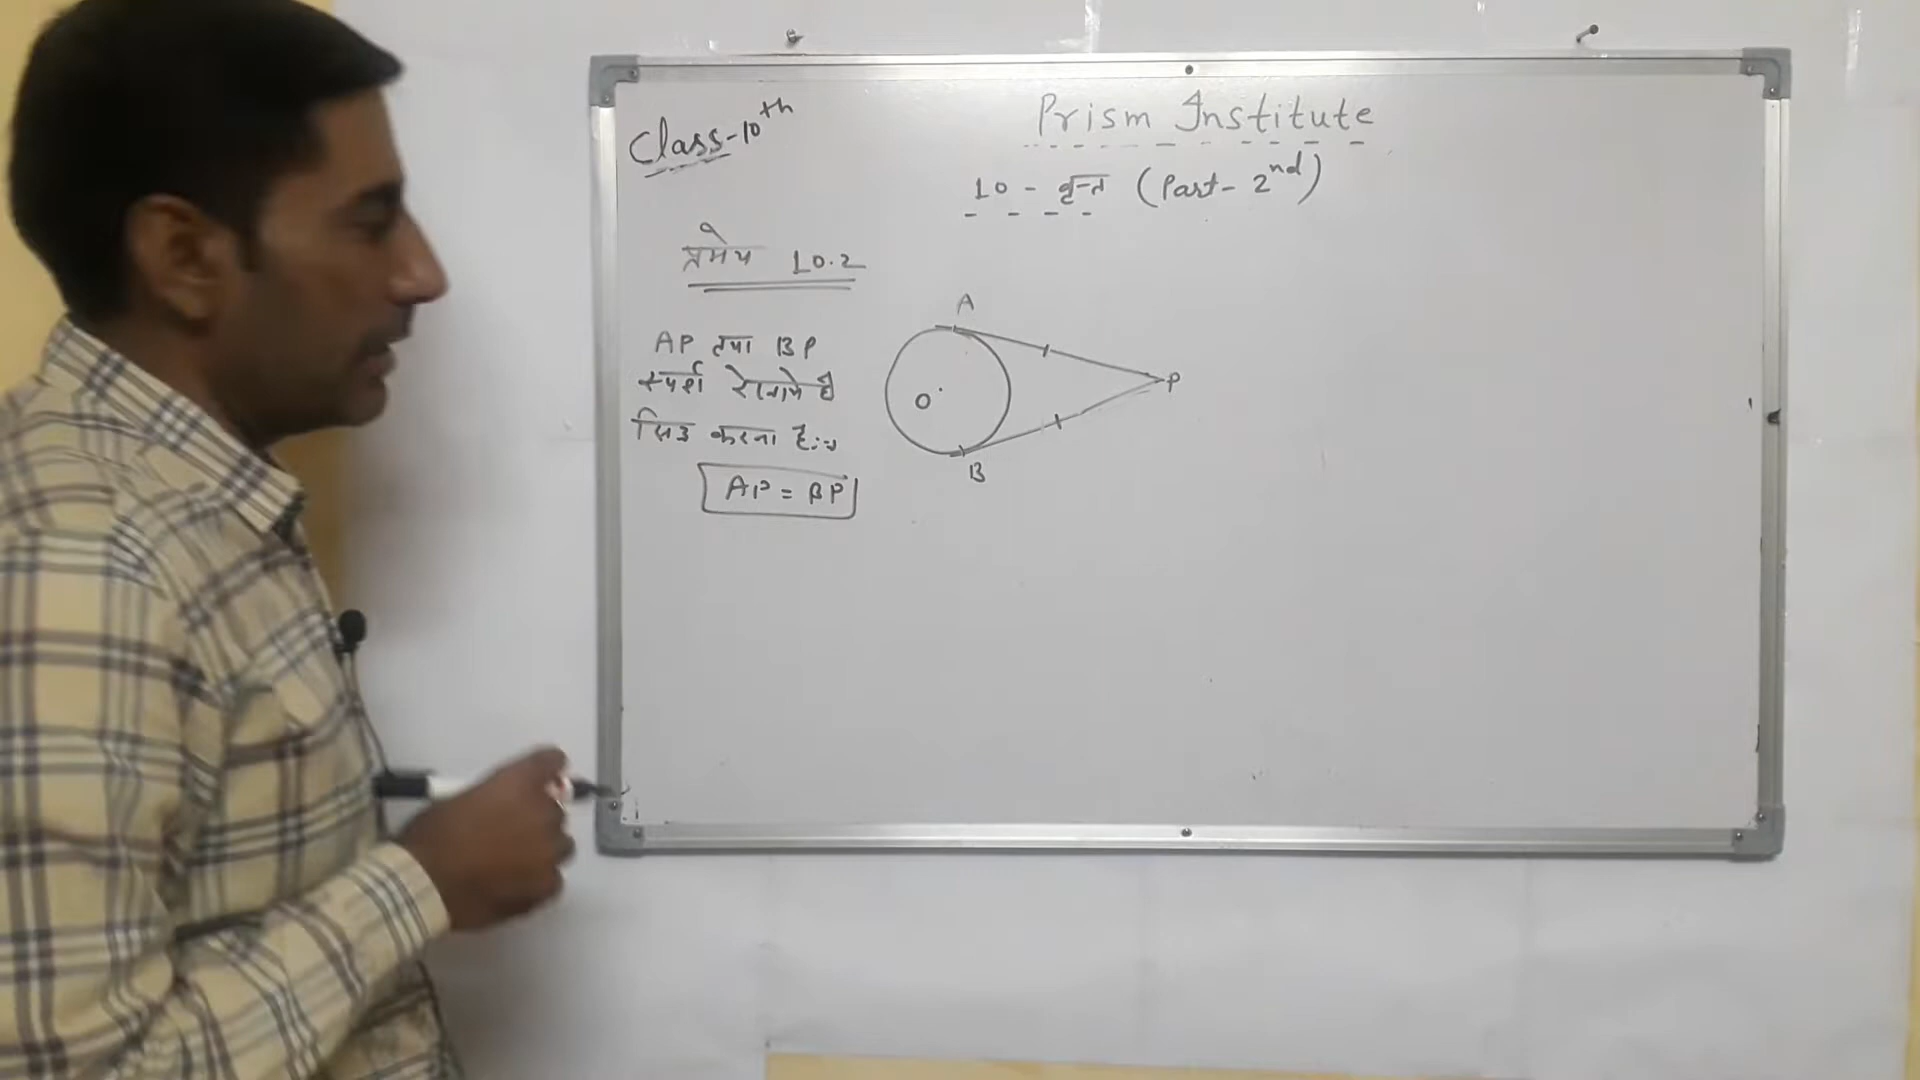 Class-10th
Prism Institute
10 - वृत्त (Part- 2nd)
प्रमेय 10.2
AP तथा BP
स्पर्श रेखायें है
सिद्ध करना है:-
AP = BP
A
O
P
B